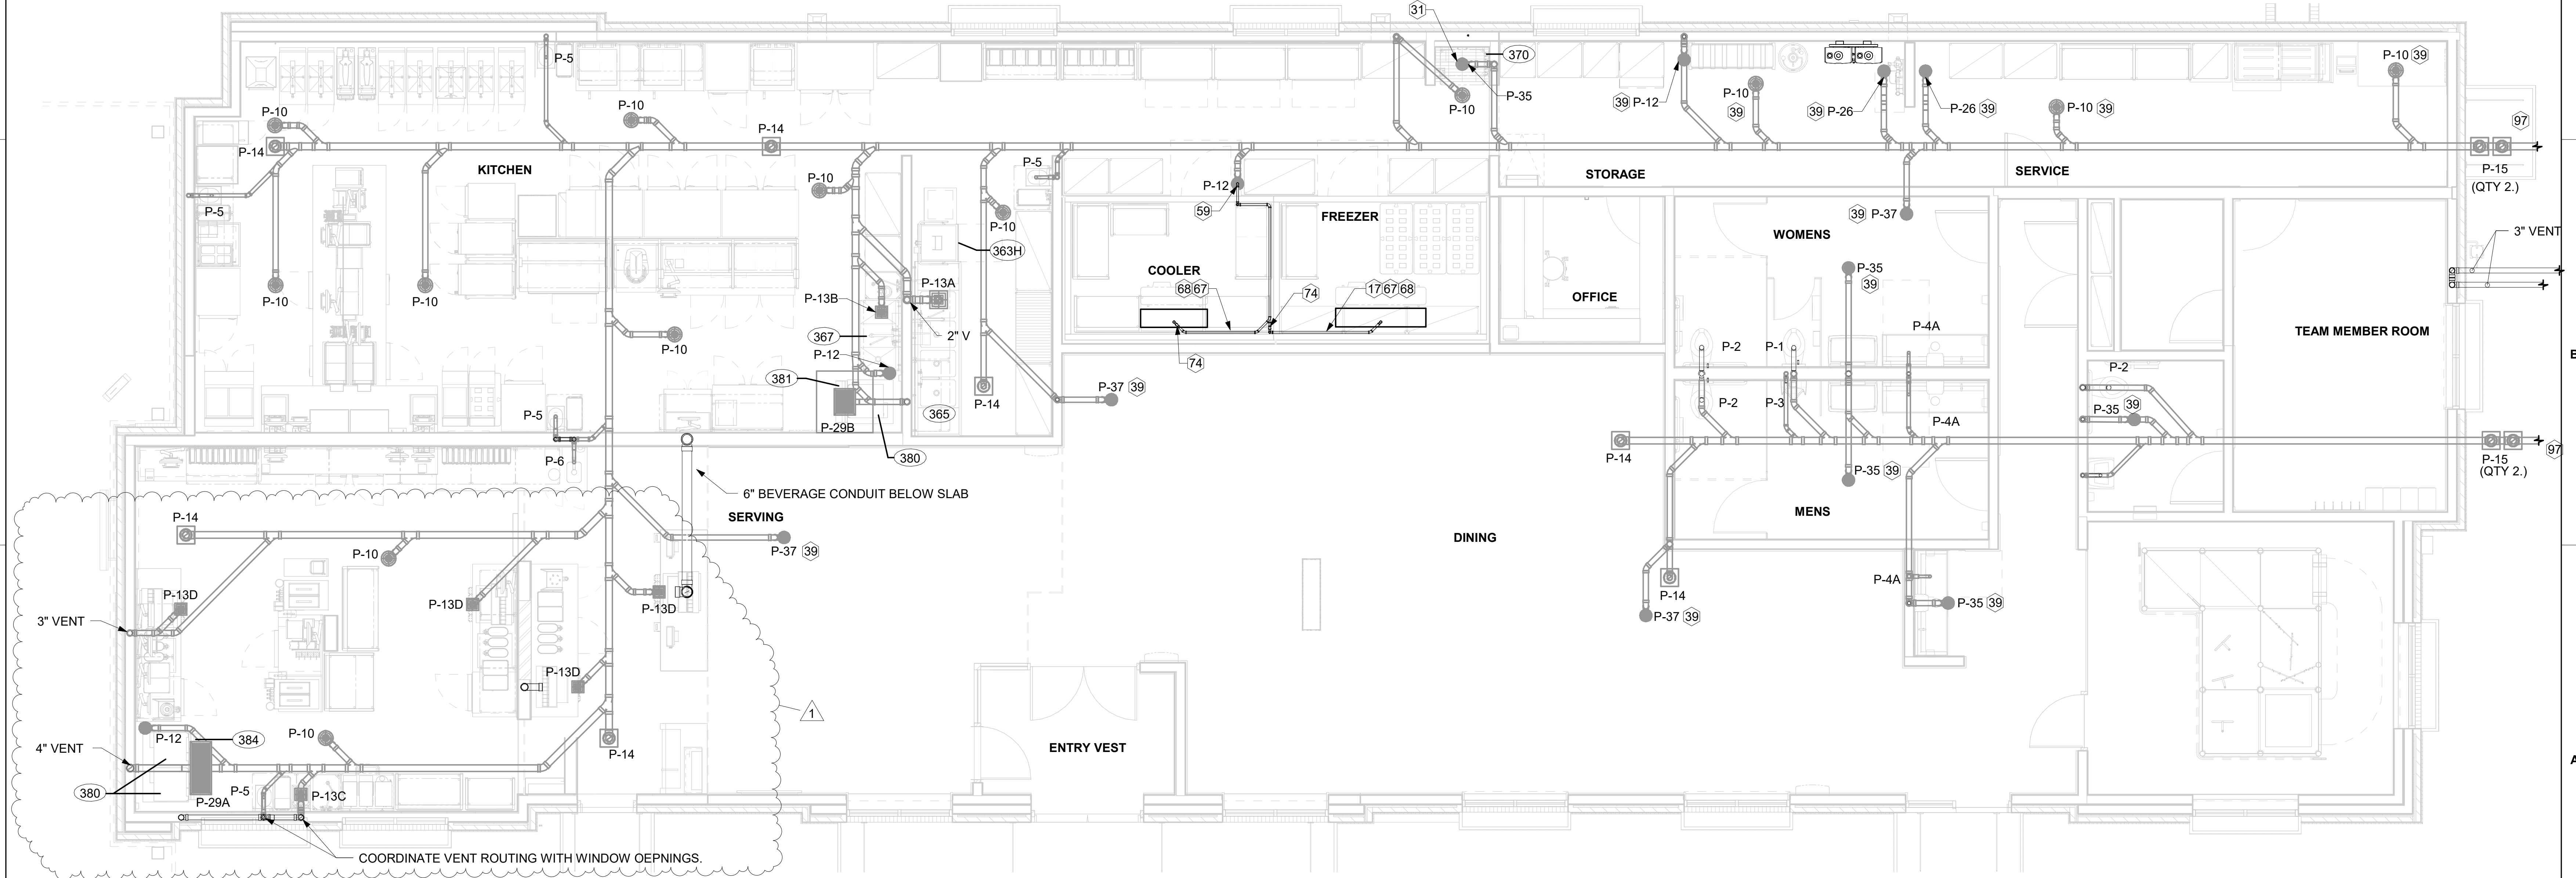 31
P-5
370
P-10 39
97
P-10
P-10
P-35
P-10
39 P-12
P-10
39
39 P-26
P-26 39
P-10 39
P-14
P-14
KITCHEN
P-5
STORAGE
SERVICE
P-15
(QTY 2.)
P-10
P-12
59
P-5
P-10
FREEZER
39 P-37
WOMENS
3" VENT
363H
COOLER
P-35
39
P-10
P-10
P-13A
68 67
74
17 67 68
OFFICE
P-13B
2" V
367
TEAM MEMBER ROOM
P-10
P-12
74
P-2
P-1
P-4A
B
381
P-14
P-37 39
P-2
P-2
P-3
P-35
39
P-5
365
P-4A
P-29B
380
P-6
P-14
P-35 39
P-15
(QTY 2.)
97
6" BEVERAGE CONDUIT BELOW SLAB
P-14
SERVING
MENS
P-37 39
DINING
P-10
P-13D
P-13D
P-13D
P-4A
P-14
P-35 39
P-37 39
3" VENT
P-13D
1
P-12
384
P-10
P-14
4" VENT
ENTRY VEST
A
380
P-29A
P-5
P-13C
COORDINATE VENT ROUTING WITH WINDOW OEPNINGS.